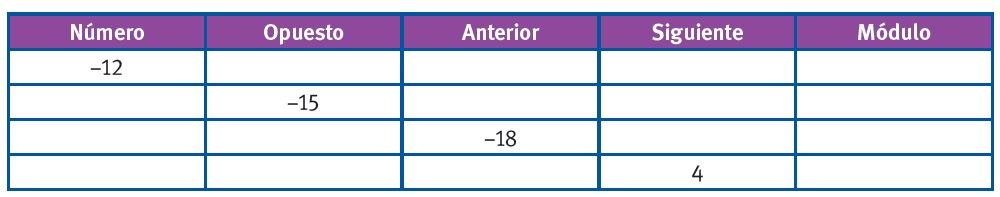 Número Opuesto Anterior Siguiente Módulo
–12
–15
–18
4